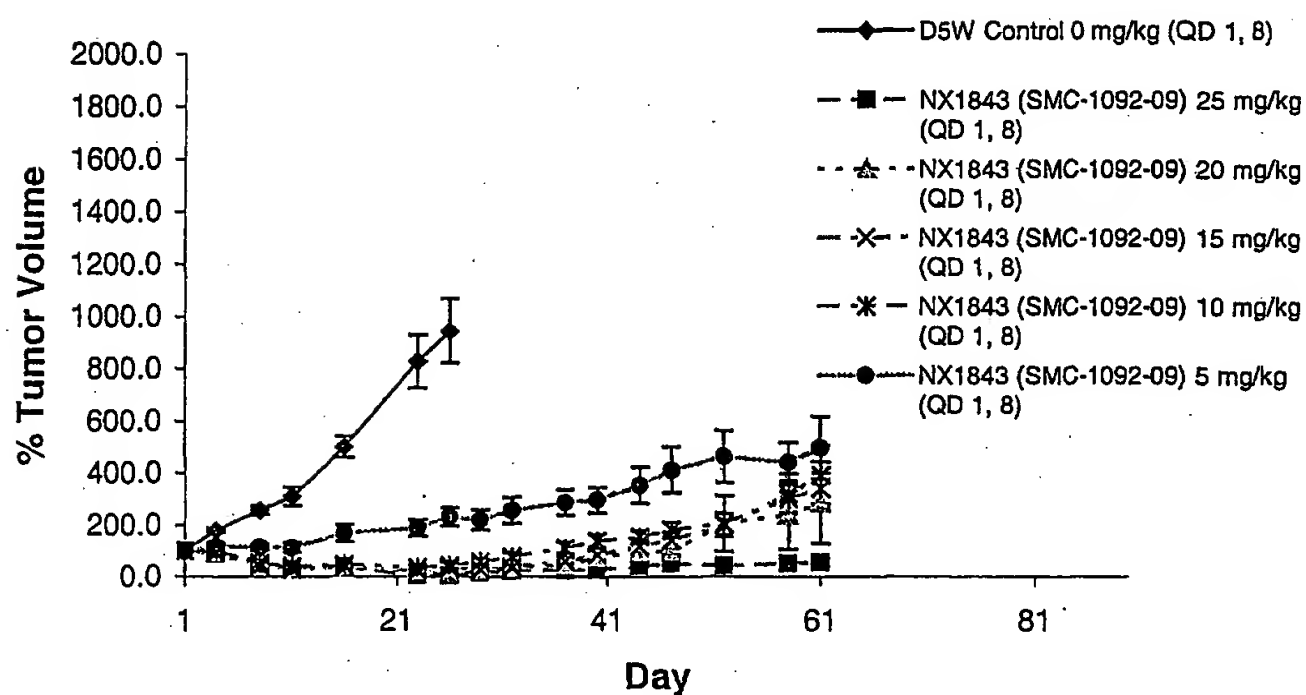 D5W Control 0 mg/kg (QD 1, 8)
NX1843 (SMC-1092-09) 25 mg/kg
(QD 1, 8)
NX1843 (SMC-1092-09) 20 mg/kg
(QD 1, 8)
NX1843 (SMC-1092-09) 15 mg/kg
(QD 1, 8)
NX1843 (SMC-1092-09) 10 mg/kg
(QD 1, 8)
NX1843 (SMC-1092-09) 5 mg/kg
(QD 1, 8)
% Tumor Volume
2000.0
1800.0
1600.0
1400.0
1200.0
1000.0
800.0
600.0
400.0
200.0
0.0
1
21
41
61
81
Day